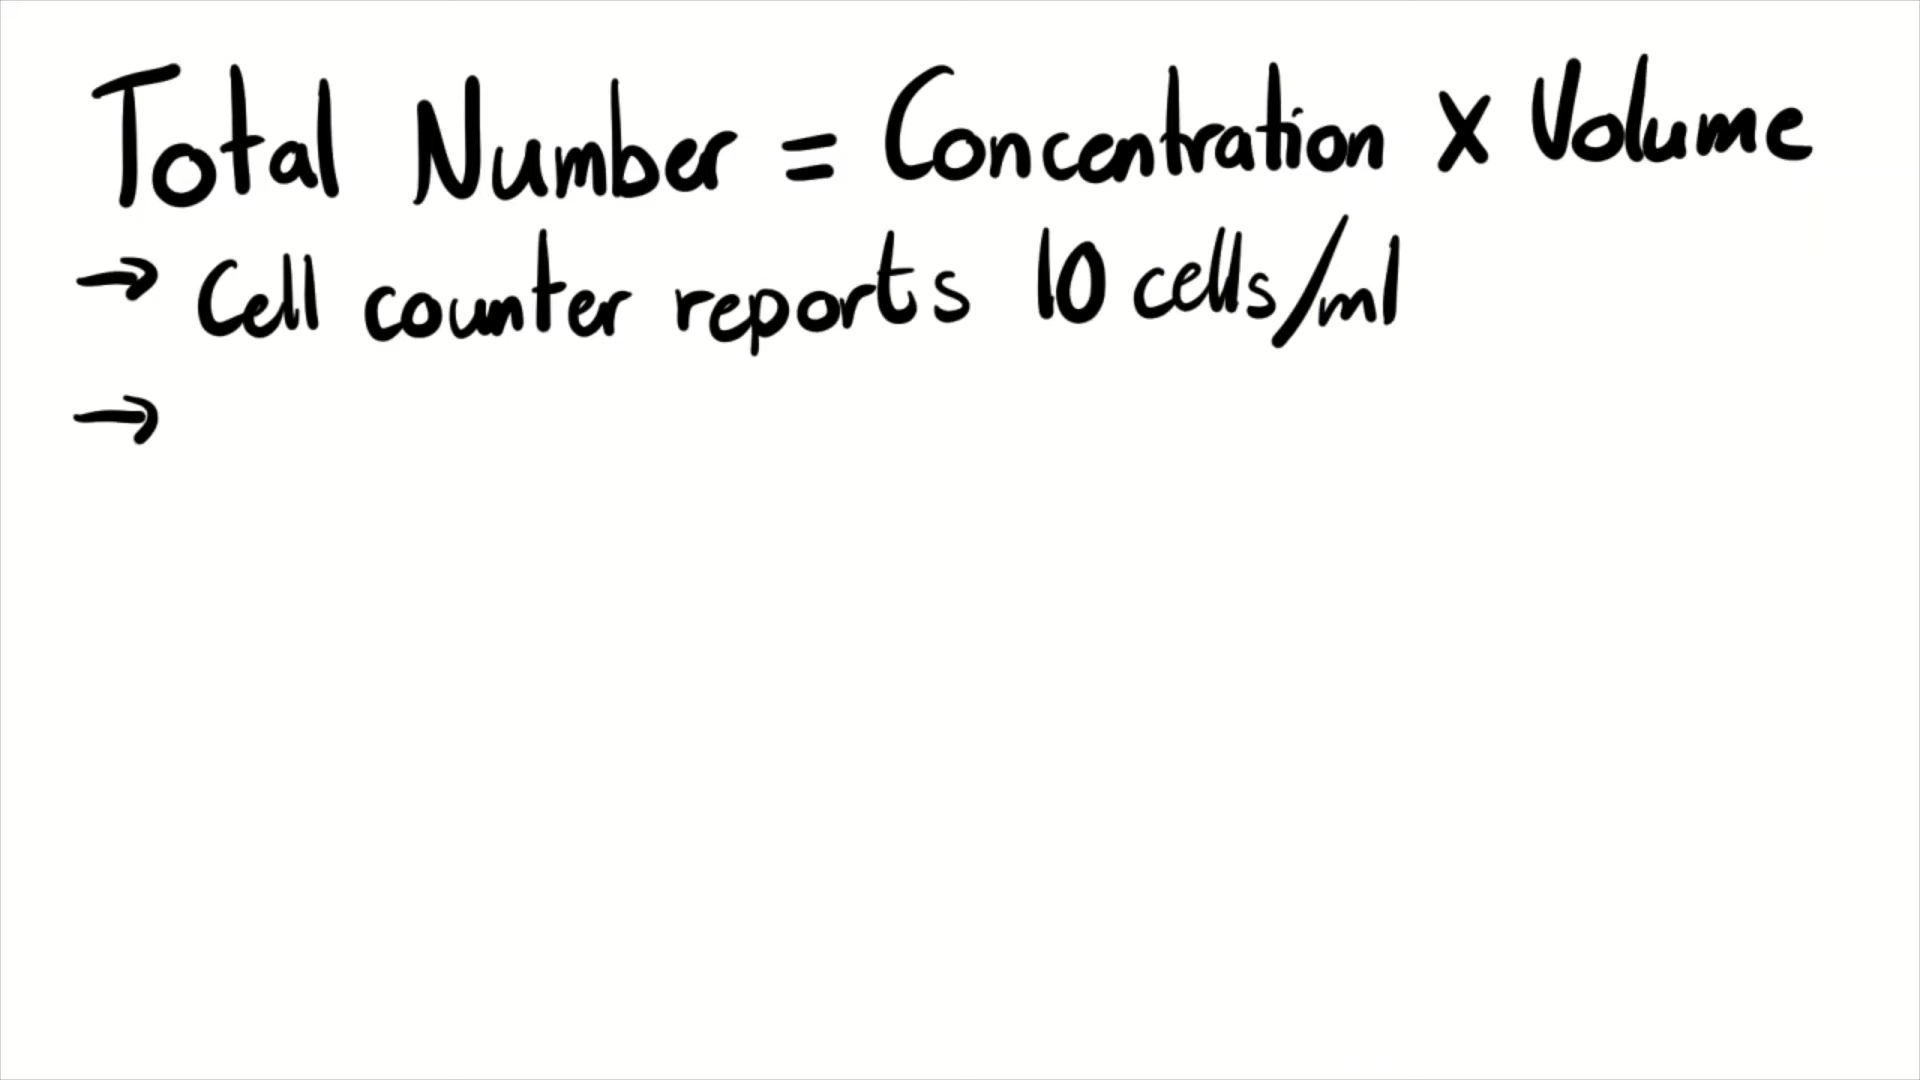 Total Number = Concentration X Volume
→ Cell counter reports 10 cells/ml
→